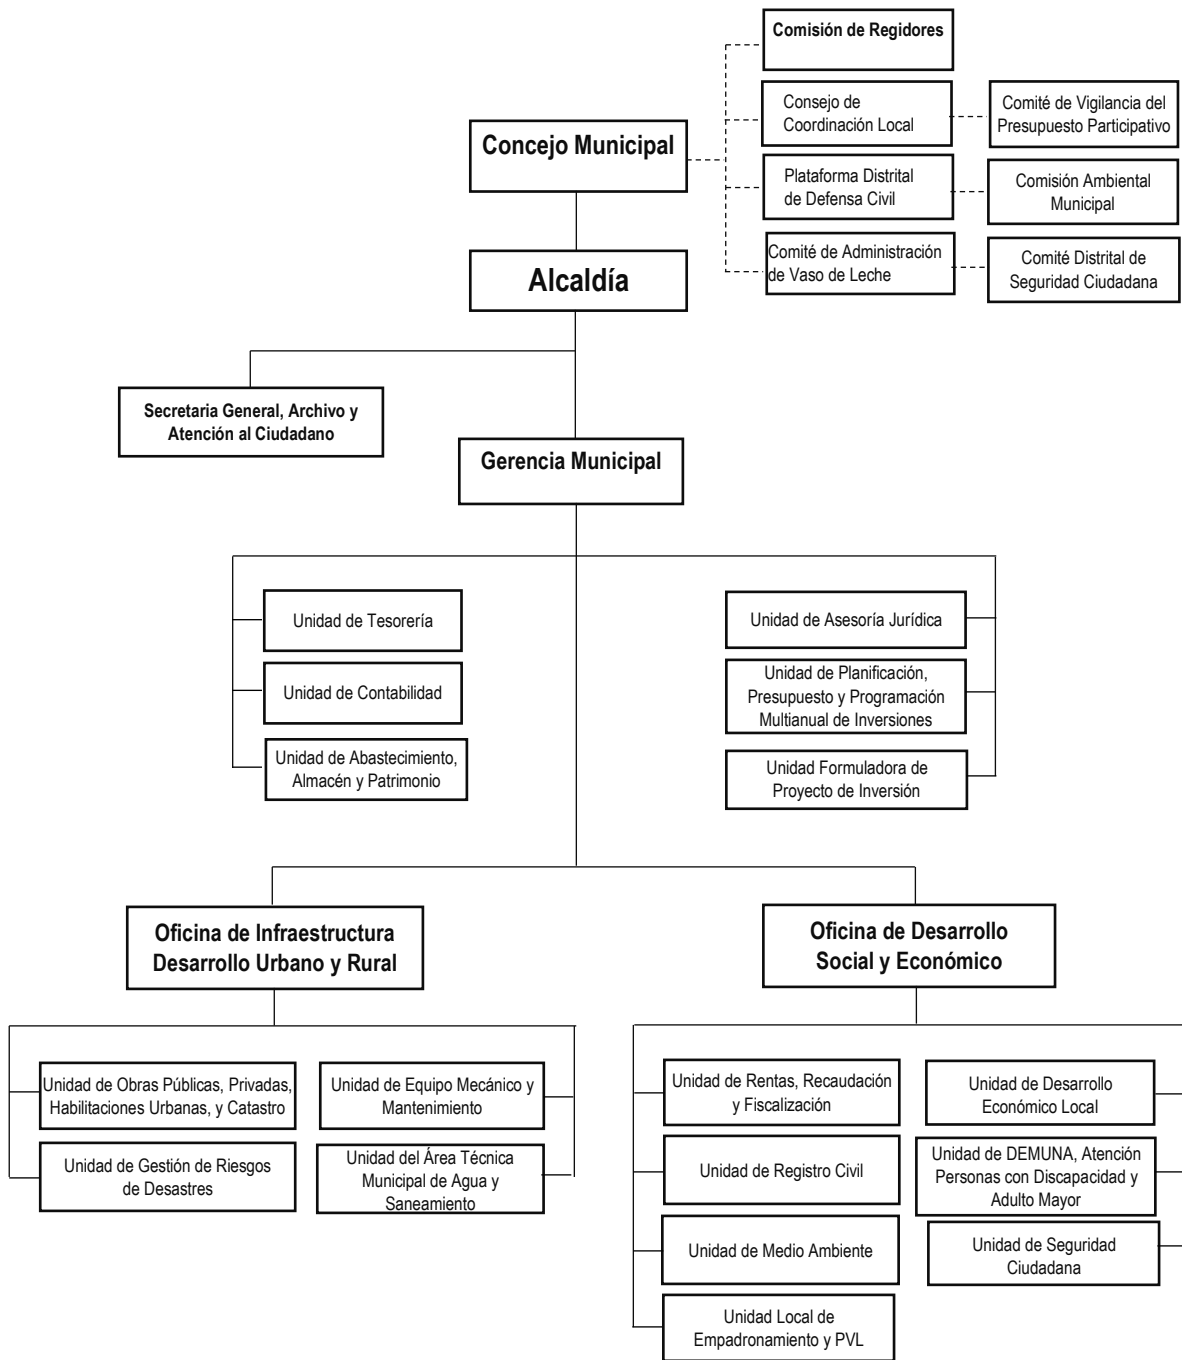 Comisión de Regidores
Consejo de
Coordinación Local
Comité de Vigilancia del
Presupuesto Participativo
Concejo Municipal
Plataforma Distrital
de Defensa Civil
Comisión Ambiental
Municipal
Comité de Administración
de Vaso de Leche
Comité Distrital de
Seguridad Ciudadana
Alcaldía
Secretaria General, Archivo y
Atención al Ciudadano
Gerencia Municipal
Unidad de Tesorería
Unidad de Contabilidad
Unidad de Abastecimiento,
Almacén y Patrimonio
Unidad de Asesoría Jurídica
Unidad de Planificación,
Presupuesto y Programación
Multianual de Inversiones
Unidad Formuladora de
Proyecto de Inversión
Oficina de Infraestructura
Desarrollo Urbano y Rural
Oficina de Desarrollo
Social y Económico
Unidad de Obras Públicas, Privadas,
Habilitaciones Urbanas, y Catastro
Unidad de Equipo Mecánico y
Mantenimiento
Unidad de Gestión de Riesgos
de Desastres
Unidad del Área Técnica
Municipal de Agua y
Saneamiento
Unidad de Rentas, Recaudación
y Fiscalización
Unidad de Desarrollo
Económico Local
Unidad de Registro Civil
Unidad de DEMUNA, Atención
Personas con Discapacidad y
Adulto Mayor
Unidad de Medio Ambiente
Unidad de Seguridad
Ciudadana
Unidad Local de
Empadronamiento y PVL